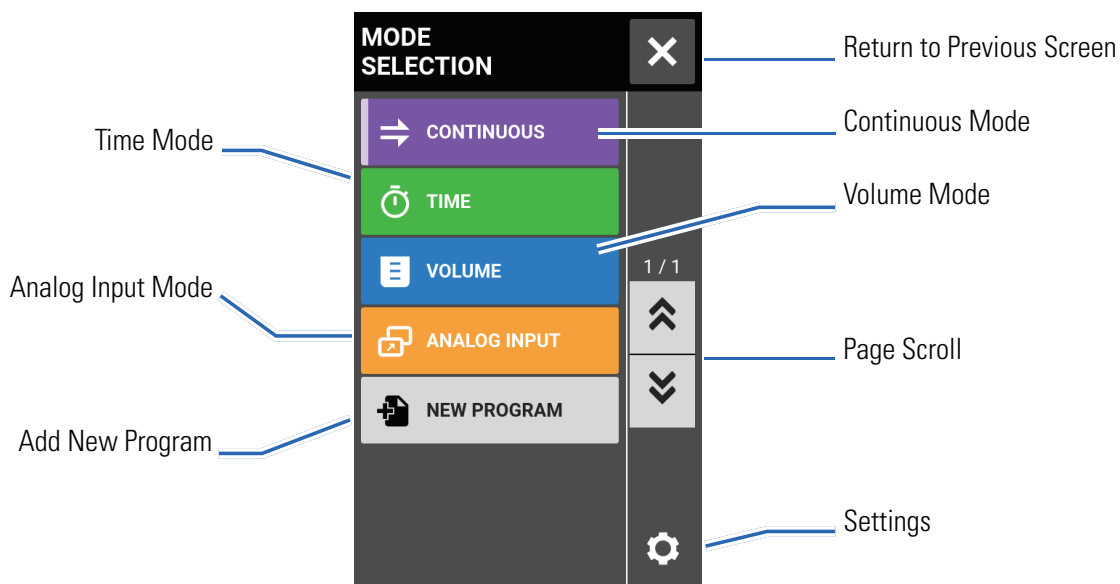 MODE
SELECTION
Return to Previous Screen
CONTINUOUS
Continuous Mode
Time Mode
TIME
Volume Mode
VOLUME
1 / 1
Analog Input Mode
ANALOG INPUT
Page Scroll
NEW PROGRAM
Add New Program
Settings